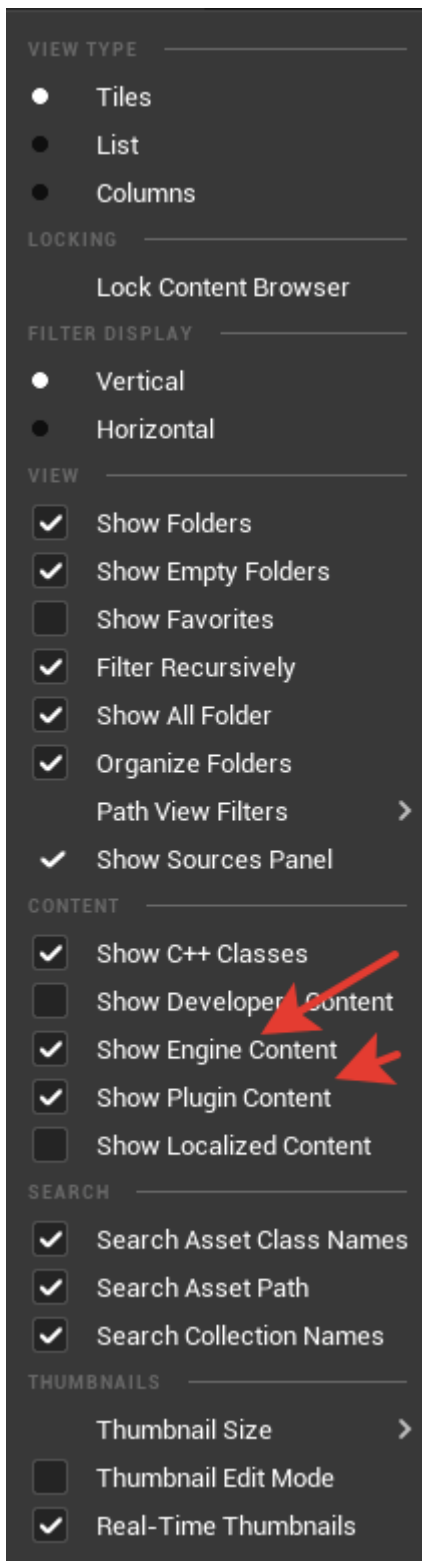 VIEW TYPE
Tiles
List
Columns
LOCKING
Lock Content Browser
FILTER DISPLAY
Vertical
Horizontal
VIEW
Show Folders
Show Empty Folders
Show Favorites
Filter Recursively
Show All Folder
Organize Folders
Path View Filters
Show Sources Panel
CONTENT
Show C++ Classes
Show Developers Content
Show Engine Content
Show Plugin Content
Show Localized Content
SEARCH
Search Asset Class Names
Search Asset Path
Search Collection Names
THUMBNAILS
Thumbnail Size
Thumbnail Edit Mode
Real-Time Thumbnails